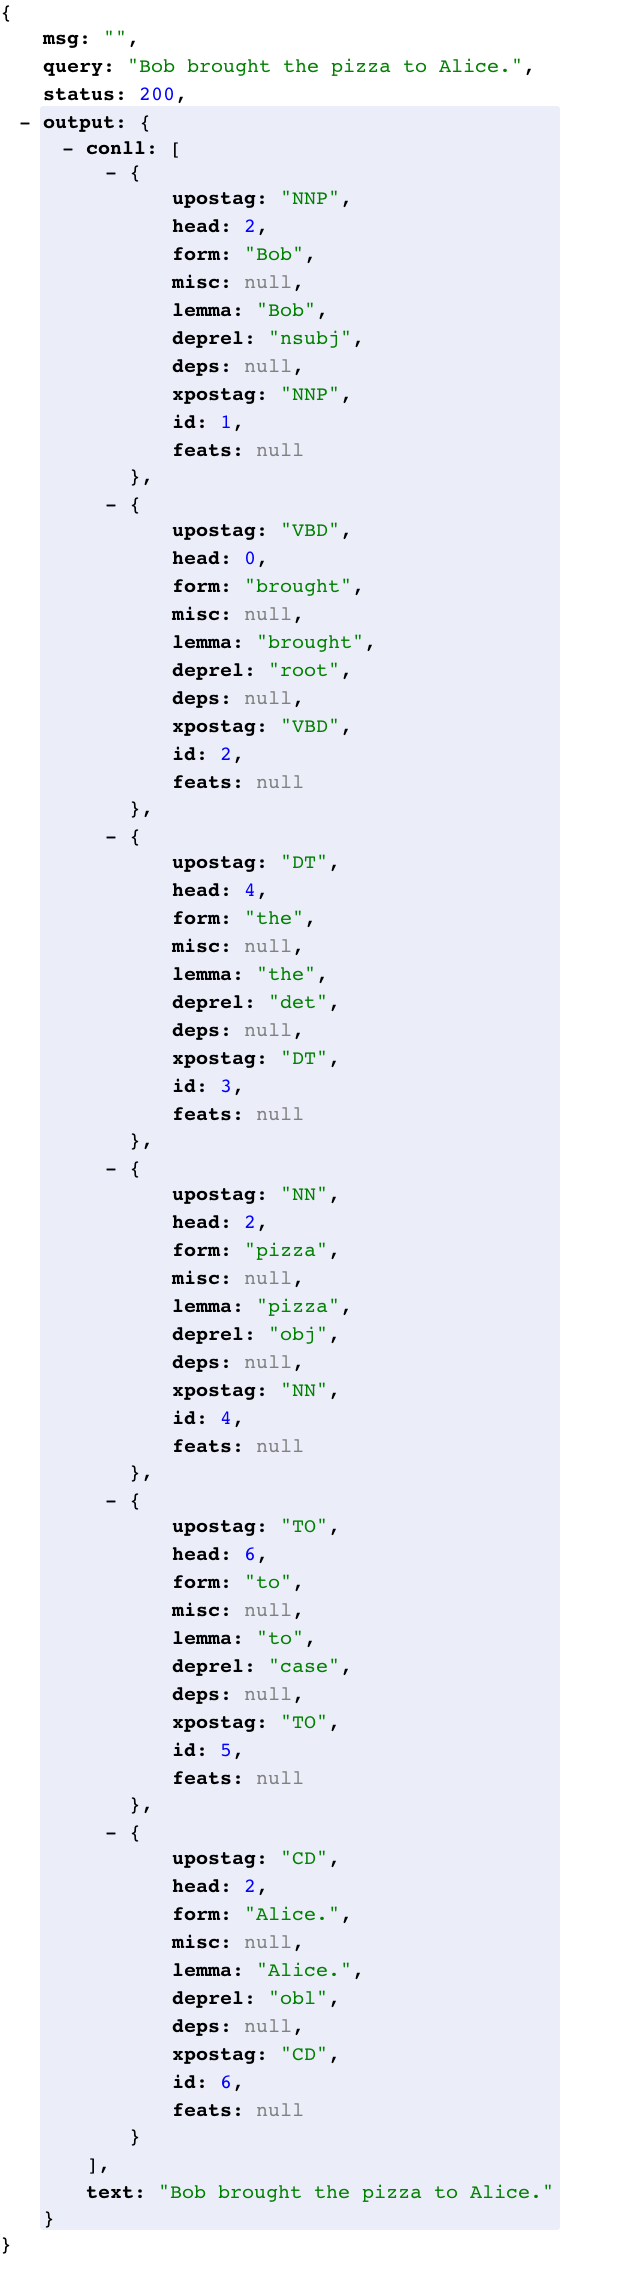 {
msg: "",
query: "Bob brought the pizza to Alice.",
status: 200,
- output: {
- conll: [
- {
upostag: "NNP",
head: 2,
form: "Bob",
misc: null,
lemma: "Bob",
deprel: "nsubj",
deps: null,
xpostag: "NNP",
id: 1,
feats: null
},
- {
upostag: "VBD",
head: 0,
form: "brought",
misc: null,
lemma: "brought",
deprel: "root",
deps: null,
xpostag: "VBD",
id: 2,
feats: null
},
- {
upostag: "DT",
head: 4,
form: "the",
misc: null,
lemma: "the",
deprel: "det",
deps: null,
xpostag: "DT",
id: 3,
feats: null
},
- {
upostag: "NN",
head: 2,
form: "pizza",
misc: null,
lemma: "pizza",
deprel: "obj",
deps: null,
xpostag: "NN",
id: 4,
feats: null
},
- {
upostag: "TO",
head: 6,
form: "to",
misc: null,
lemma: "to",
deprel: "case",
deps: null,
xpostag: "TO",
id: 5,
feats: null
},
- {
upostag: "CD",
head: 2,
form: "Alice.",
misc: null,
lemma: "Alice.",
deprel: "obl",
deps: null,
xpostag: "CD",
id: 6,
feats: null
}
],
text: "Bob brought the pizza to Alice."
}
}